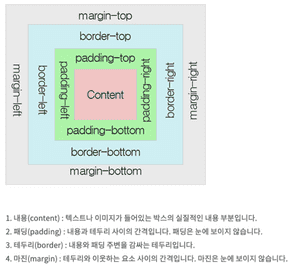 margin-top
border-top
padding-top
margin-left
border-left
padding-left
Content
padding-right
border-right
margin-right
padding-bottom
border-bottom
margin-bottom
1. 내용(content) : 텍스트나 이미지가 들어있는 박스의 실질적인 내용 부분입니다.
2. 패딩(padding) : 내용과 테두리 사이의 간격입니다. 패딩은 눈에 보이지 않습니다.
3. 테두리(border) : 내용와 패딩 주변을 감싸는 테두리입니다.
4. 마진(margin) : 테두리와 이웃하는 요소 사이의 간격입니다. 마진은 눈에 보이지 않습니다.